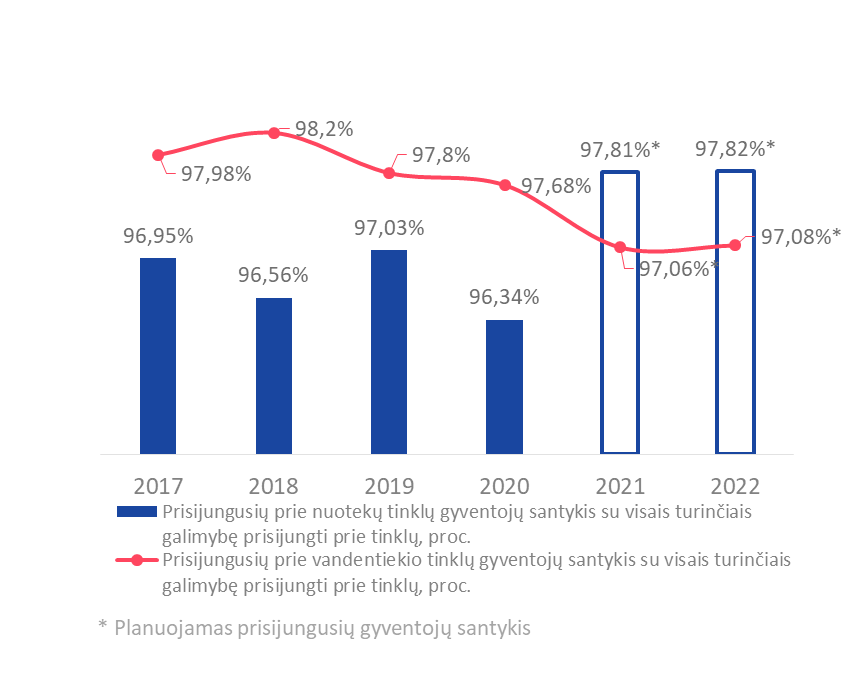 98,2%
97,81%*
97,82%*
97,8%
97,98%
97,68%
96,95%
97,03%
97,08%*
96,56%
97,06%*
96,34%
2017 2018 2019 2020 2021 2022
Prisijungusių prie nuotekų tinklų gyventojų santykis su visais turinčiais
galimybę prisijungti prie tinklų, proc.
Prisijungusių prie vandentiekio tinklų gyventojų santykis su visais turinčiais
galimybę prisijungti prie tinklų, proc.
* Planuojamas prisijungusių gyventojų santykis